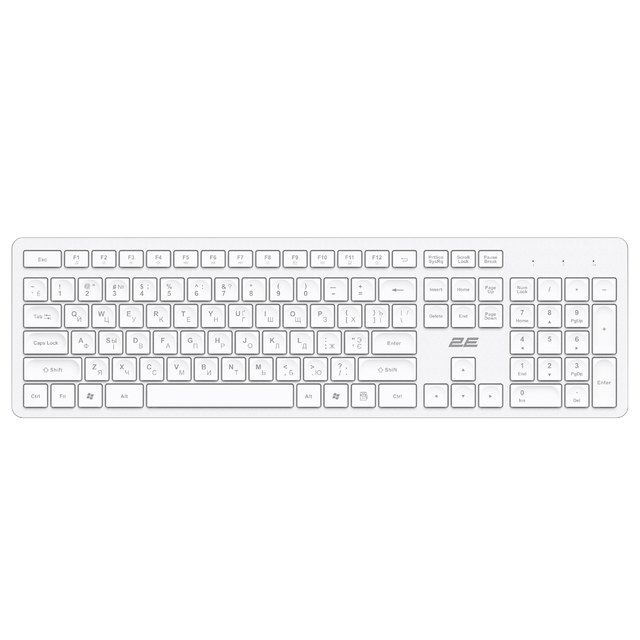 Esc F1 F2 F3 F4 F5 F6 F7 F8 F9 F10 F11 F12 PrtScn SysRq Scroll Lock Pause Break
~ ` Ё ! 1 @ " 2 # № 3 $ ; 4 % : 5 ^ ? 6 & 7 * 8 ( 9 ) 0 _ - + = Insert Home Page Up Num Lock / * −
Tab Q Й W Ц E У R К T Е Y Н U Г I Ш O Щ P З { [ Х } ] Delete End Page Down 7 Home 8 9 PgUp +
Caps Lock A Ф S D В F А G П H Р J О K Л L Д Enter 2E 4 5 6
Shift Z Я X Ч C С V М B И N Т M Ь < , Б > . Ю ? / Shift 1 End 2 3 PgDn Enter
Ctrl Fn Alt Alt Ctrl 0 Ins . Del